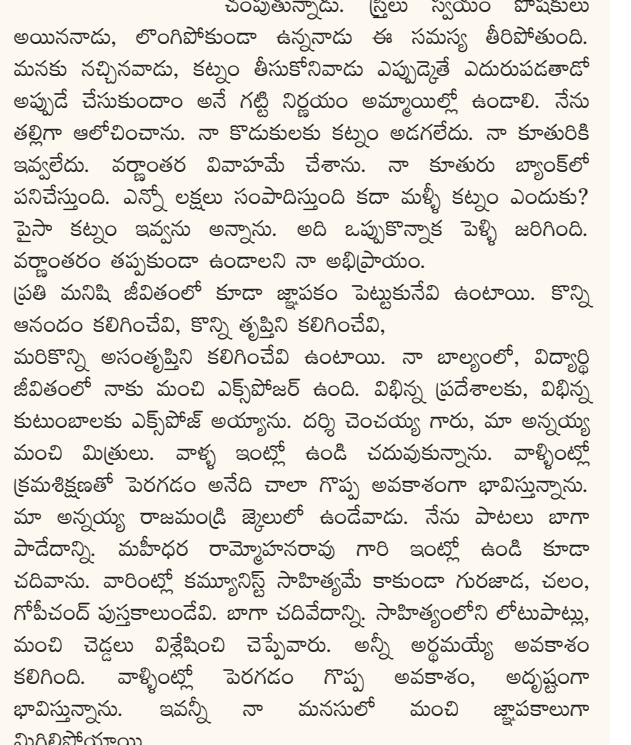 చంపుతున్నాడు. స్త్రీలు స్వయం పోషకులు
అయిననాడు, లొంగిపోకుండా ఉన్ననాడు ఈ సమస్య తీరిపోతుంది.
మనకు నచ్చినవాడు, కట్నం తీసుకోనివాడు ఎప్పుడైతే ఎదురుపడతాడో
అప్పుడే చేసుకుందాం అనే గట్టి నిర్ణయం అమ్మాయిల్లో ఉండాలి. నేను
తల్లిగా ఆలోచించాను. నా కొడుకులకు కట్నం అడగలేదు. నా కూతురికి
ఇవ్వలేదు. వర్ణాంతర వివాహమే చేశాను. నా కూతురు బ్యాంక్‌లో
పనిచేస్తుంది. ఎన్నో లక్షలు సంపాదిస్తుంది కదా మళ్ళీ కట్నం ఎందుకు?
పైసా కట్నం ఇవ్వను అన్నాను. అది ఒప్పుకొన్నాక పెళ్ళి జరిగింది.
వర్ణాంతరం తప్పకుండా ఉండాలని నా అభిప్రాయం.
ప్రతి మనిషి జీవితంలో కూడా జ్ఞాపకం పెట్టుకునేవి ఉంటాయి. కొన్ని
ఆనందం కలిగించేవి, కొన్ని తృప్తిని కలిగించేవి,
మరికొన్ని అసంతృప్తిని కలిగించేవి ఉంటాయి. నా బాల్యంలో, విద్యార్థి
జీవితంలో నాకు మంచి ఎక్స్‌పోజర్ ఉంది. విభిన్న ప్రదేశాలకు, విభిన్న
కుటుంబాలకు ఎక్స్‌పోజ్ అయ్యాను. దర్శి చెంచయ్య గారు, మా అన్నయ్య
మంచి మిత్రులు. వాళ్ళ ఇంట్లో ఉండి చదువుకున్నాను. వాళ్ళింట్లో
క్రమశిక్షణతో పెరగడం అనేది చాలా గొప్ప అవకాశంగా భావిస్తున్నాను.
మా అన్నయ్య రాజమండ్రి జైలులో ఉండేవాడు. నేను పాటలు బాగా
పాడేదాన్ని. మహీధర రామ్మోహనరావు గారి ఇంట్లో ఉండి కూడా
చదివాను. వారింట్లో కమ్యూనిస్ట్ సాహిత్యమే కాకుండా గురజాడ, చలం,
గోపీచంద్ పుస్తకాలుండేవి. బాగా చదివేదాన్ని. సాహిత్యంలోని లోటుపాట్లు,
మంచి చెడ్డలు విశ్లేషించి చెప్పేవారు. అన్నీ అర్థమయ్యే అవకాశం
కలిగింది. వాళ్ళింట్లో పెరగడం గొప్ప అవకాశం, అదృష్టంగా
భావిస్తున్నాను. ఇవన్నీ నా మనసులో మంచి జ్ఞాపకాలుగా
మిగిలిపోయాయి.